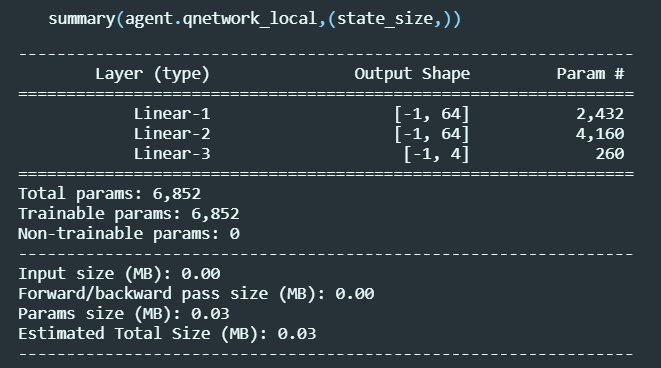 summary(agent.qnetwork_local,(state_size,))
----------------------------------------------------------------
        Layer (type)               Output Shape         Param #
================================================================
            Linear-1                   [-1, 64]           2,432
            Linear-2                   [-1, 64]           4,160
            Linear-3                    [-1, 4]             260
================================================================
Total params: 6,852
Trainable params: 6,852
Non-trainable params: 0
----------------------------------------------------------------
Input size (MB): 0.00
Forward/backward pass size (MB): 0.00
Params size (MB): 0.03
Estimated Total Size (MB): 0.03
----------------------------------------------------------------